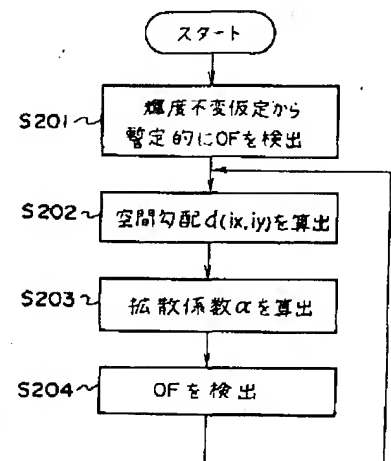 スタート
S201
輝度不変仮定から
暫定的にOFを検出
S202
空間勾配d(ix,iy)を算出
S203
拡散係数αを算出
S204
OFを検出